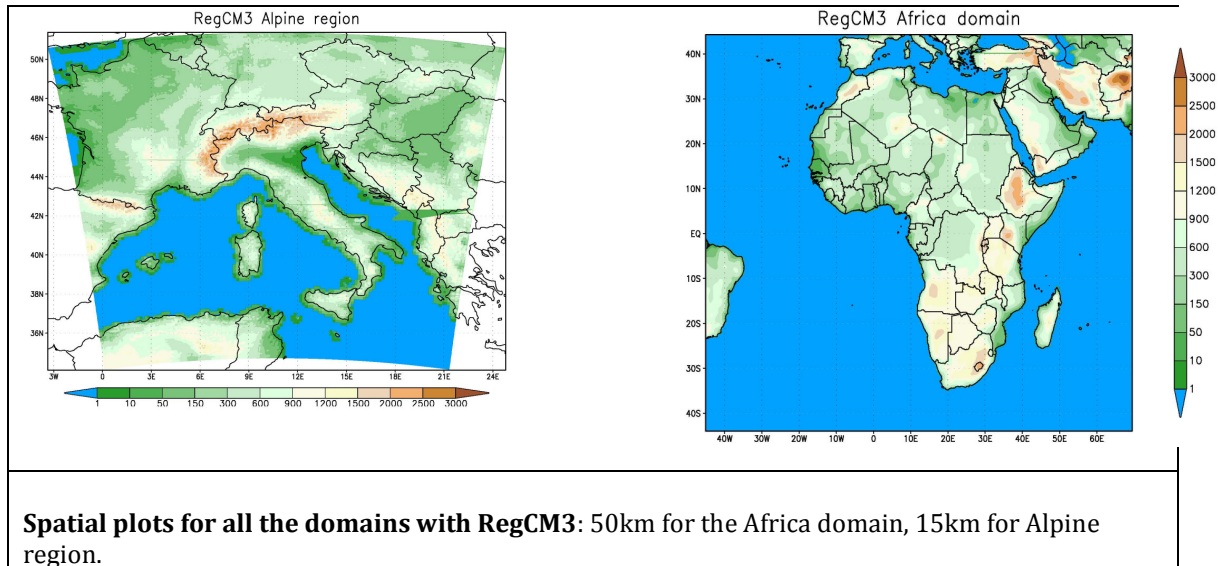 RegCM3 Alpine region
50N
48N
46N
44N
42N
40N
38N
36N
3W 0 3E 6E 9E 12E 15E 18E 21E 24E
1 10 50 150 300 600 900 1200 1500 2000 2500 3000
RegCM3 Africa domain
40N
30N
20N
10N
EQ
10S
20S
30S
40S
40W 30W 20W 10W 0 10E 20E 30E 40E 50E 60E
3000
2500
2000
1500
1200
900
600
300
150
50
10
1
Spatial plots for all the domains with RegCM3: 50km for the Africa domain, 15km for Alpine
region.